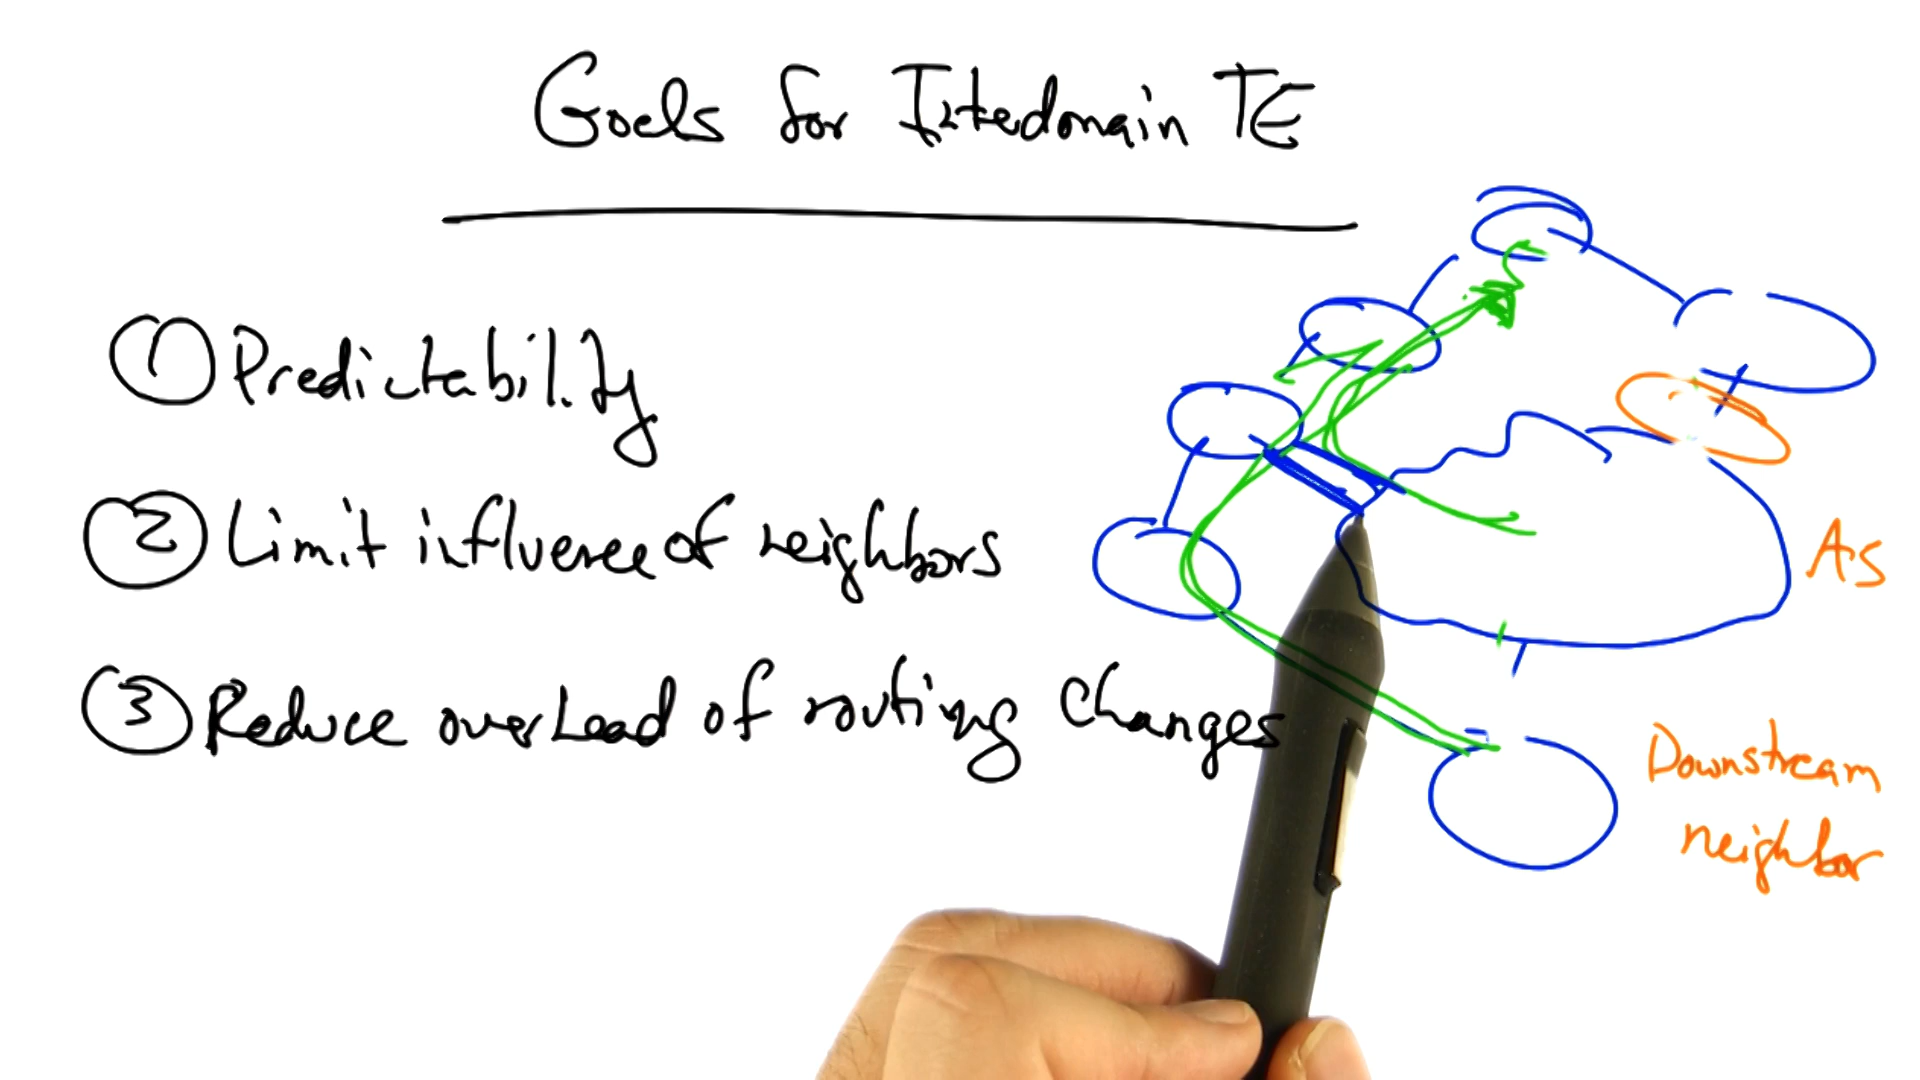 Goals for Interdomain TE
① Predictability
② Limit influence of neighbors
③ Reduce overhead of routing changes
AS
Downstream
neighbor